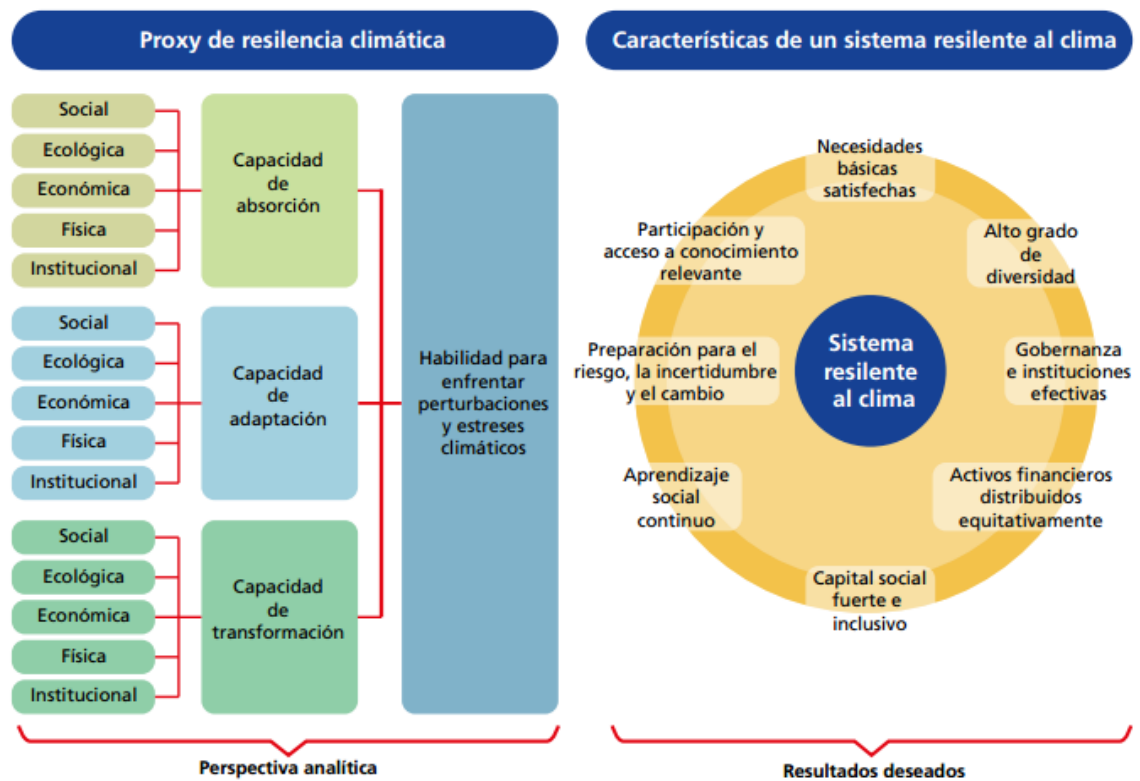 Proxy de resilencia climática
Social
Ecológica
Económica
Física
Institucional
Capacidad
de
absorción
Social
Ecológica
Económica
Física
Institucional
Capacidad
de
adaptación
Social
Ecológica
Económica
Física
Institucional
Capacidad
de
transformación
Habilidad para
enfrentar
perturbaciones
y estreses
climáticos
Perspectiva analítica
Características de un sistema resilente al clima
Necesidades
básicas
satisfechas
Alto grado
de
diversidad
Gobernanza
e instituciones
efectivas
Activos financieros
distribuidos
equitativamente
Capital social
fuerte e
inclusivo
Aprendizaje
social
continuo
Preparación para el
riesgo, la incertidumbre
y el cambio
Participación y
acceso a conocimiento
relevante
Sistema
resilente
al clima
Resultados deseados